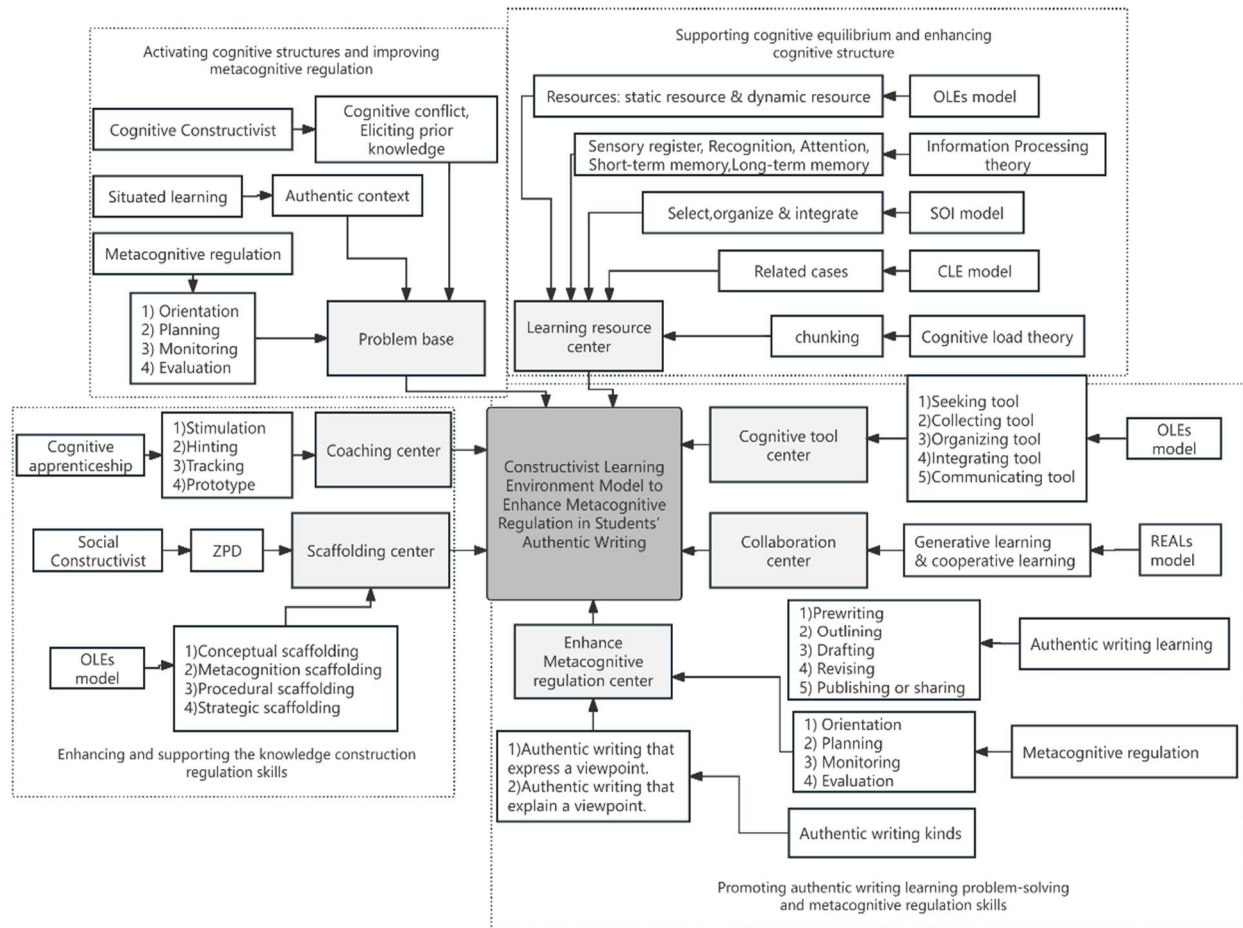 Activating cognitive structures and improving
metacognitive regulation
Cognitive Constructivist
Cognitive conflict,
Eliciting prior
knowledge
Situated learning
Authentic context
Metacognitive regulation
1) Orientation
2) Planning
3) Monitoring
4) Evaluation
Problem base
Supporting cognitive equilibrium and enhancing
cognitive structure
Resources: static resource & dynamic resource
OLEs model
Sensory register, Recognition, Attention,
Short-term memory,Long-term memory
Information Processing
theory
Select,organize & integrate
SOI model
Related cases
CLE model
Learning resource
center
chunking
Cognitive load theory
Cognitive
apprenticeship
1)Stimulation
2)Hinting
3)Tracking
4)Prototype
Coaching center
Social
Constructivist
ZPD
Scaffolding center
OLEs
model
1)Conceptual scaffolding
2)Metacognition scaffolding
3)Procedural scaffolding
4)Strategic scaffolding
Enhancing and supporting the knowledge construction
regulation skills
Constructivist Learning
Environment Model to
Enhance Metacognitive
Regulation in Students'
Authentic Writing
Cognitive tool
center
1)Seeking tool
2)Collecting tool
3)Organizing tool
4)Integrating tool
5)Communicating tool
OLEs
model
Collaboration
center
Generative learning
& cooperative learning
REALs
model
Enhance
Metacognitive
regulation center
1)Prewriting
2) Outlining
3) Drafting
4) Revising
5) Publishing or sharing
Authentic writing learning
1) Orientation
2) Planning
3) Monitoring
4) Evaluation
Metacognitive regulation
1)Authentic writing that
express a viewpoint.
2)Authentic writing that
explain a viewpoint.
Authentic writing kinds
Promoting authentic writing learning problem-solving
and metacognitive regulation skills